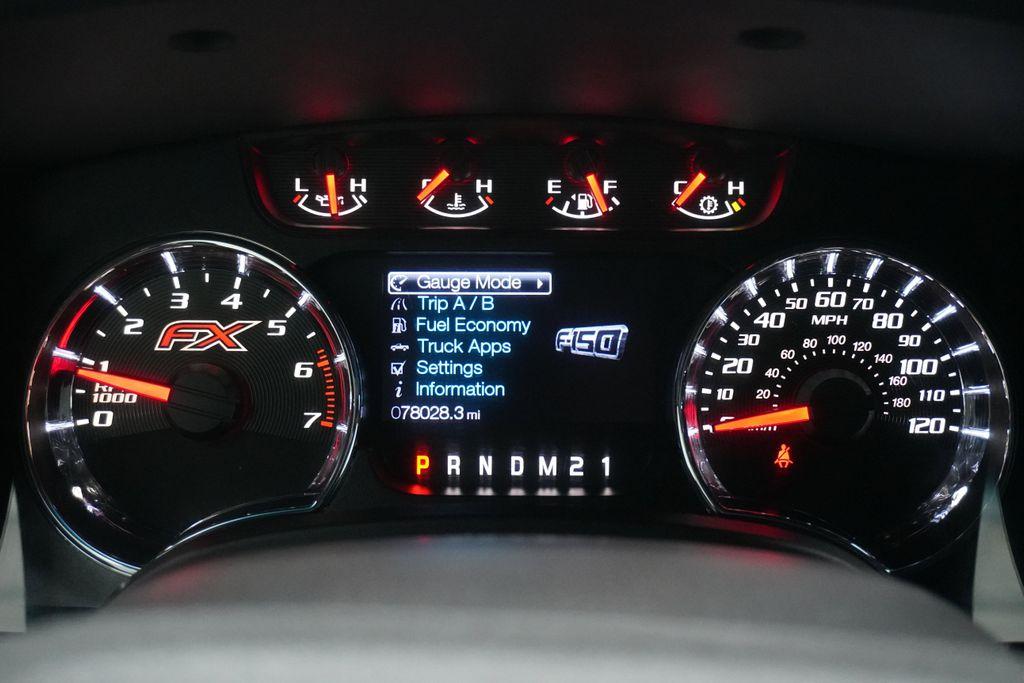 L H
C H
E F
C H
0 1 2 3 4 5 6 7
FX
RPM
1000
Gauge Mode
Trip A / B
Fuel Economy
Truck Apps
Settings
Information
078028.3 mi
F150
P R N D M 2 1
10 20 30 40 50 60 70 80 90 100 110 120
MPH
20 40 60 80 100 120 140 160 180